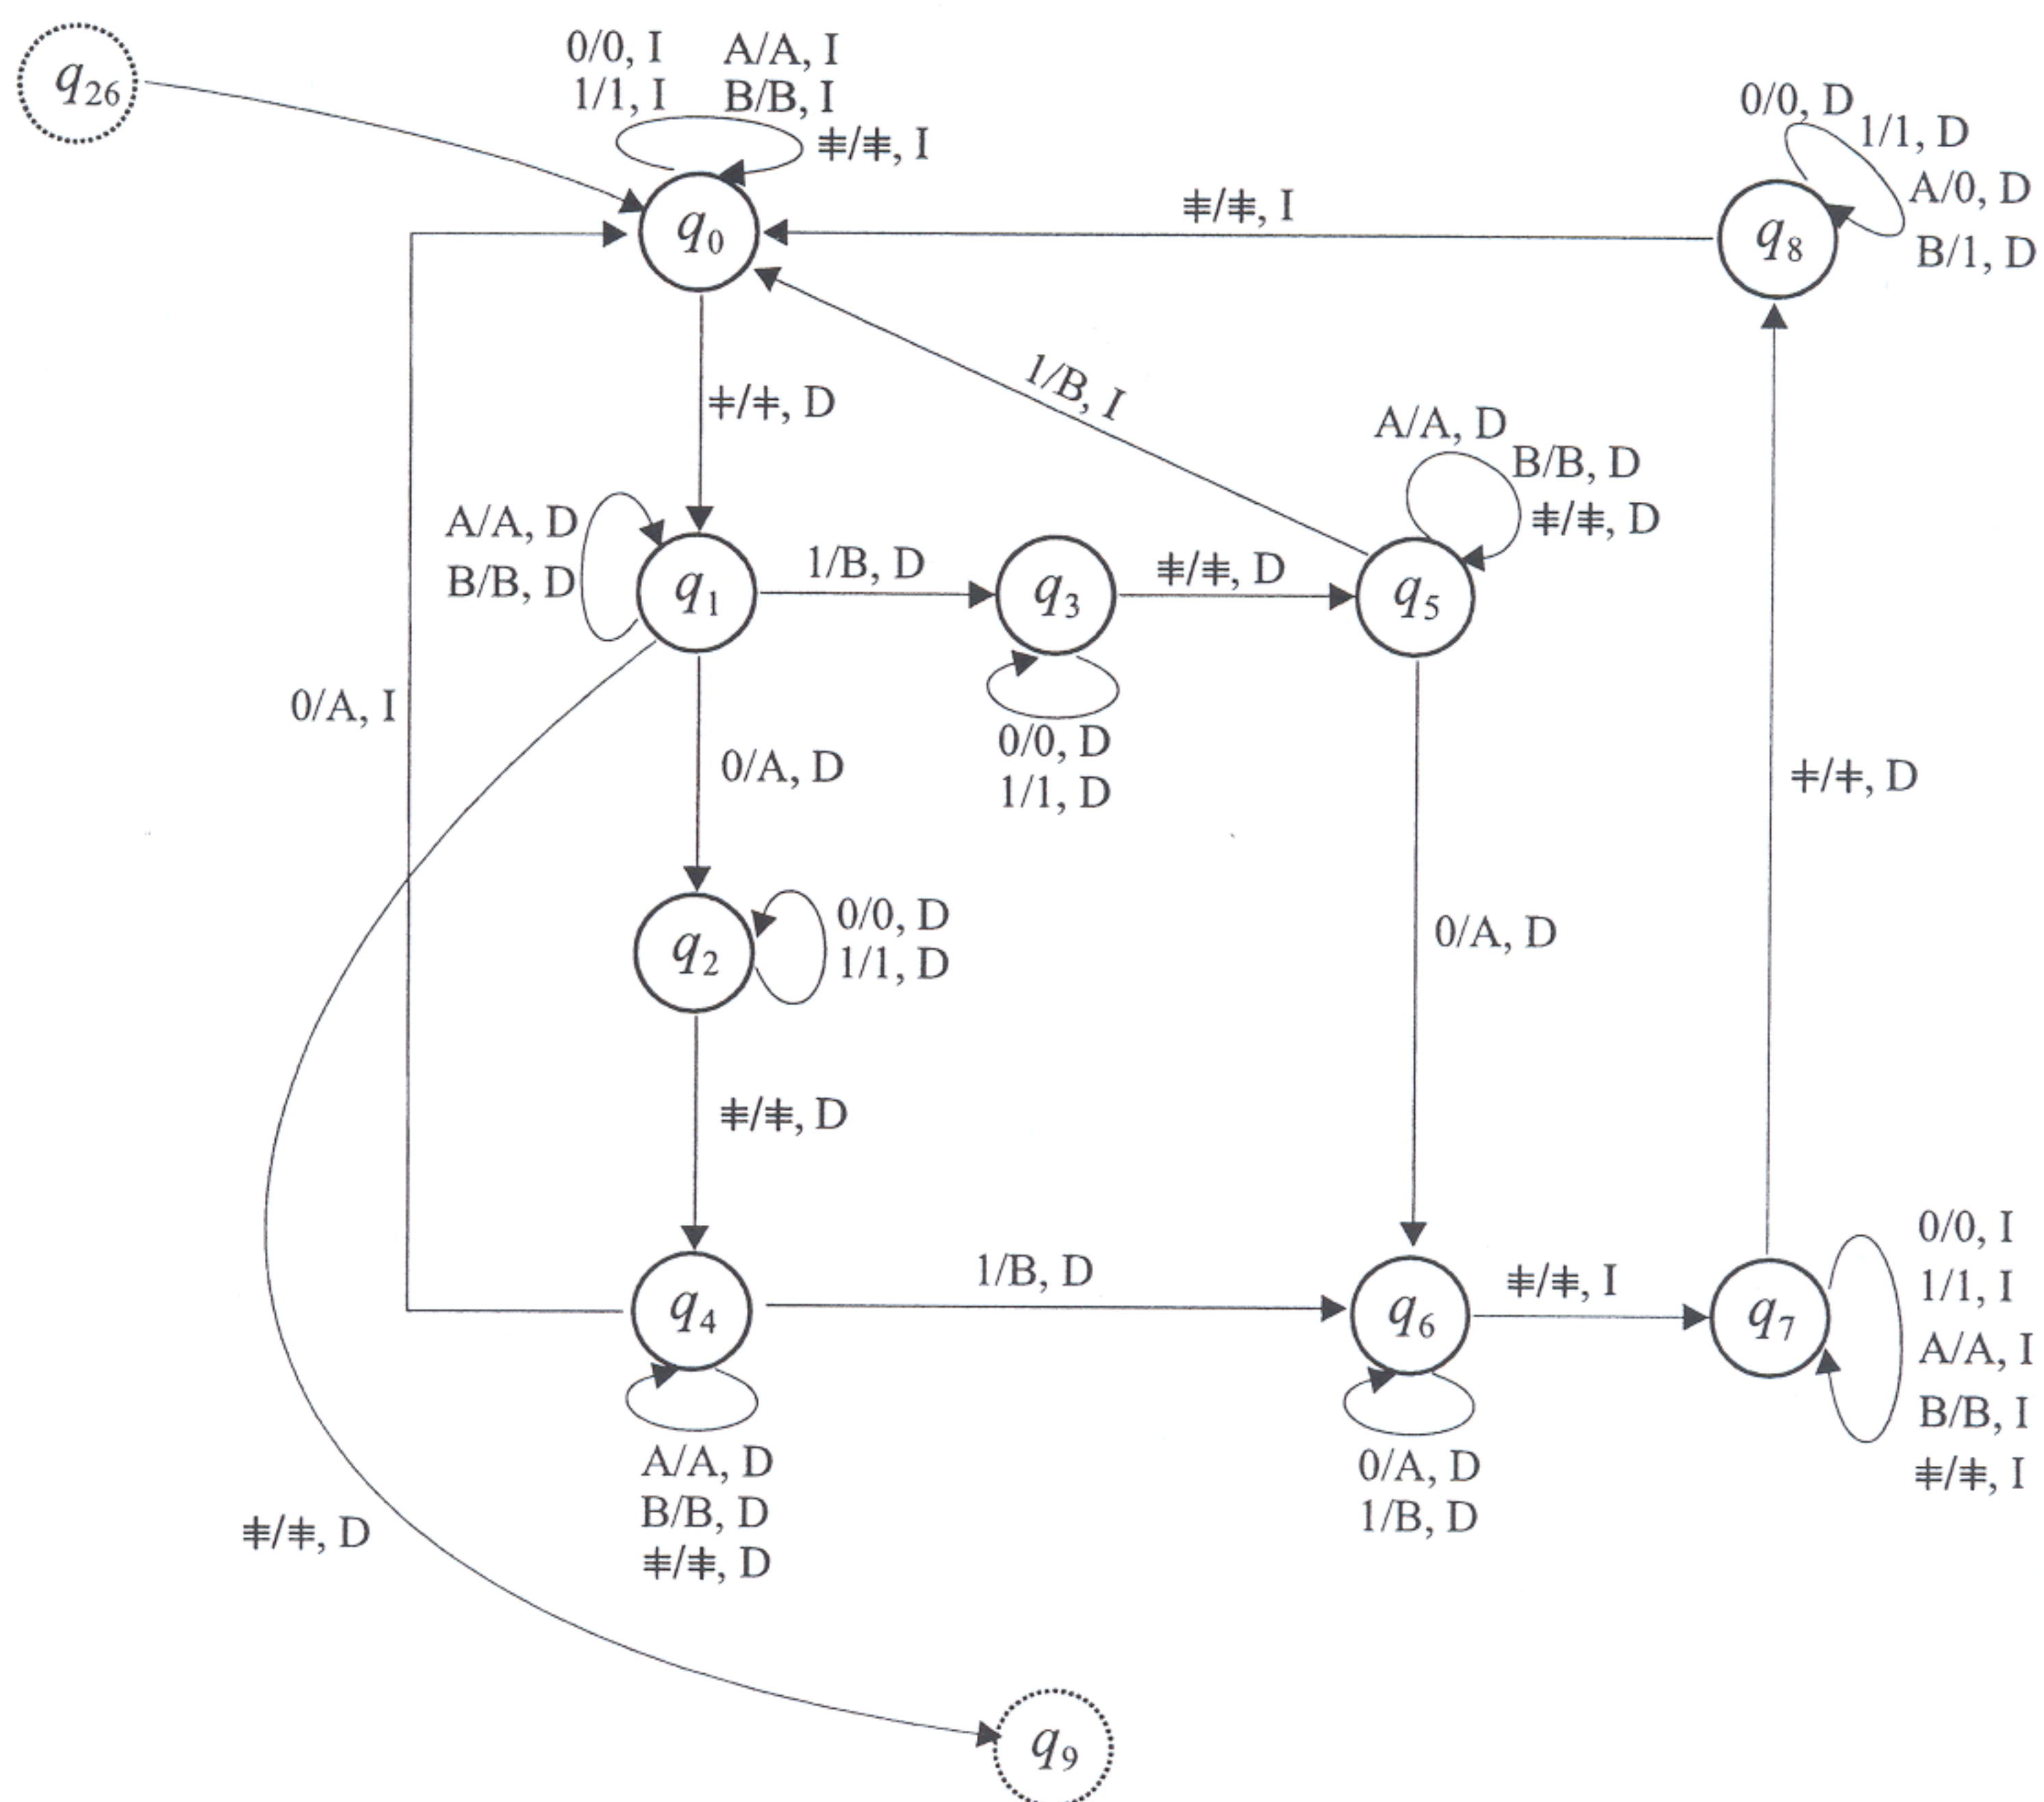 q26
0/0, I A/A, I
1/1, I B/B, I
⹋/⹋, I
q0
0/0, D
1/1, D
A/0, D
B/1, D
q8
⹋/⹋, I
1/B, I
‡/‡, D
A/A, D
B/B, D
⹋/⹋, D
A/A, D
B/B, D
q1
1/B, D
q3
⹋/⹋, D
q5
0/A, I
0/A, D
0/0, D
1/1, D
‡/‡, D
q2
0/0, D
1/1, D
0/A, D
⹋/⹋, D
q4
1/B, D
q6
⹋/⹋, I
q7
0/0, I
1/1, I
A/A, I
B/B, I
⹋/⹋, I
A/A, D
B/B, D
⹋/⹋, D
0/A, D
1/B, D
⹋/⹋, D
q9